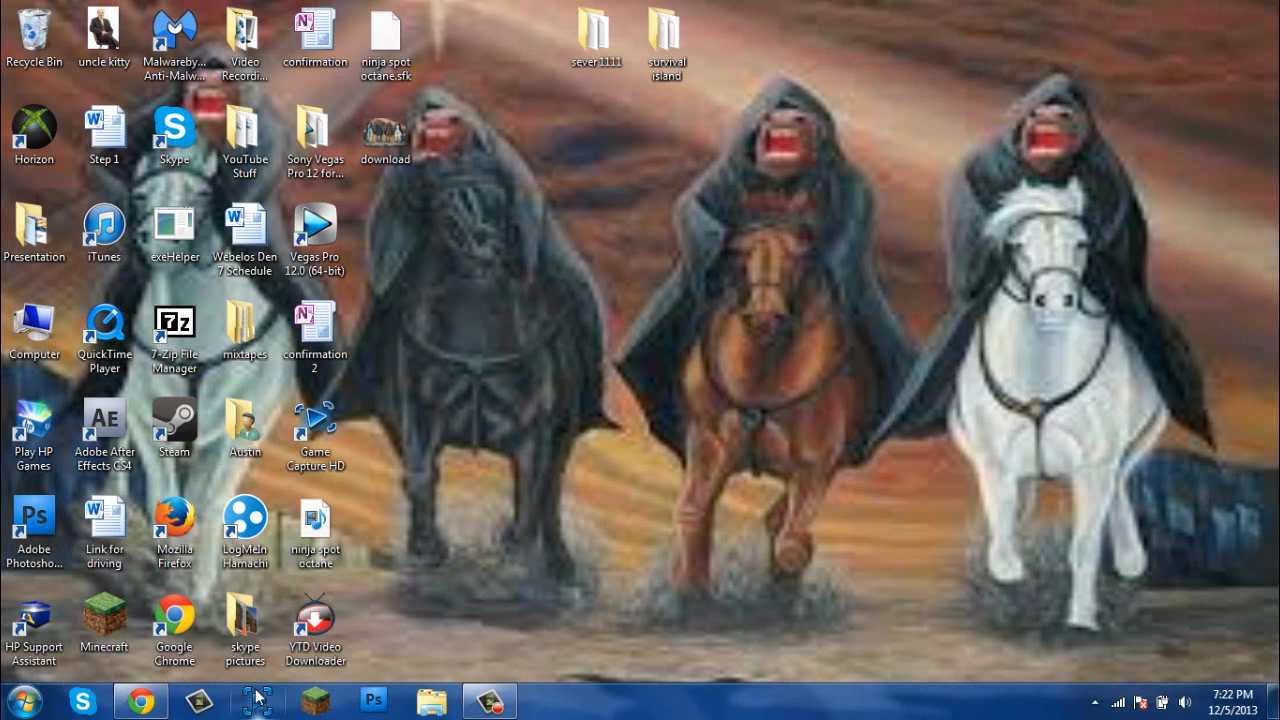 Recycle Bin
uncle kitty
Malwareby...
Anti-Malw...
Video
Recordi...
confirmation
ninja spot
octane.sfk
sever 1111
survival
island
Horizon
Step 1
Skype
YouTube
Stuff
Sony Vegas
Pro 12 for...
download
Presentation
iTunes
exeHelper
Webelos Den
7 Schedule
Vegas Pro
12.0 (64-bit)
Computer
QuickTime
Player
7-Zip File
Manager
mixtapes
confirmation
2
Play HP
Games
AE
Adobe After
Effects CS4
Steam
Austin
Game
Capture HD
Ps
Adobe
Photosho...
Link for
driving
Mozilla
Firefox
LogMeIn
Hamachi
ninja spot
octane
HP Support
Assistant
Minecraft
Google
Chrome
skype
pictures
YTD Video
Downloader
Ps
7:22 PM
12/5/2013